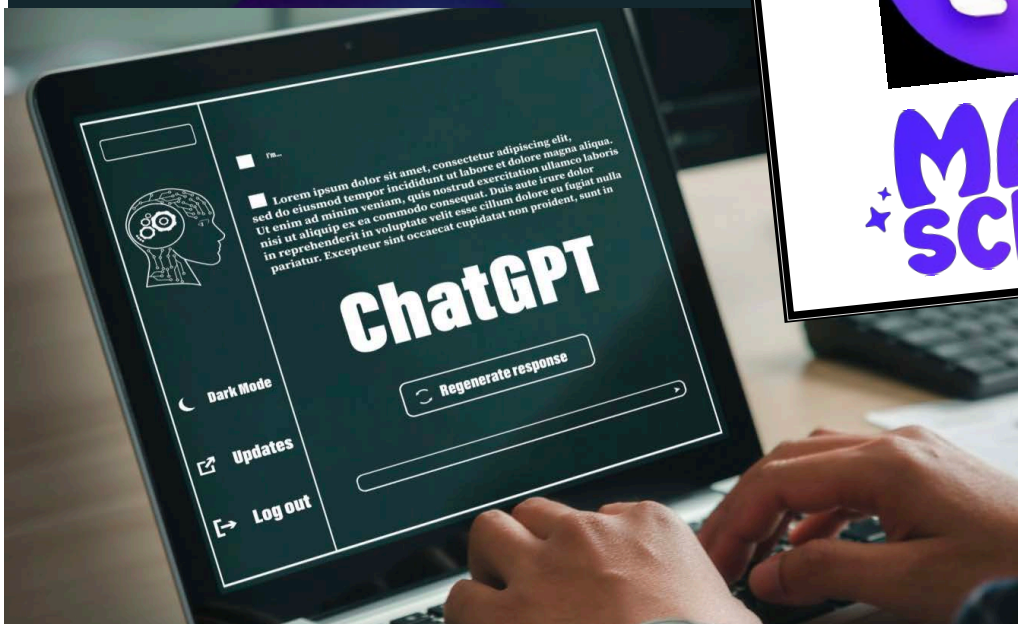 I'm...
Lorem ipsum dolor sit amet, consectetur adipiscing elit,
sed do eiusmod tempor incididunt ut labore et dolore magna aliqua.
Ut enim ad minim veniam, quis nostrud exercitation ullamco laboris
nisi ut aliquip ex ea commodo consequat. Duis aute irure dolor
in reprehenderit in voluptate velit esse cillum dolore eu fugiat nulla
pariatur. Excepteur sint occaecat cupidatat non proident, sunt in
ChatGPT
Regenerate response
Dark Mode
Updates
Log out